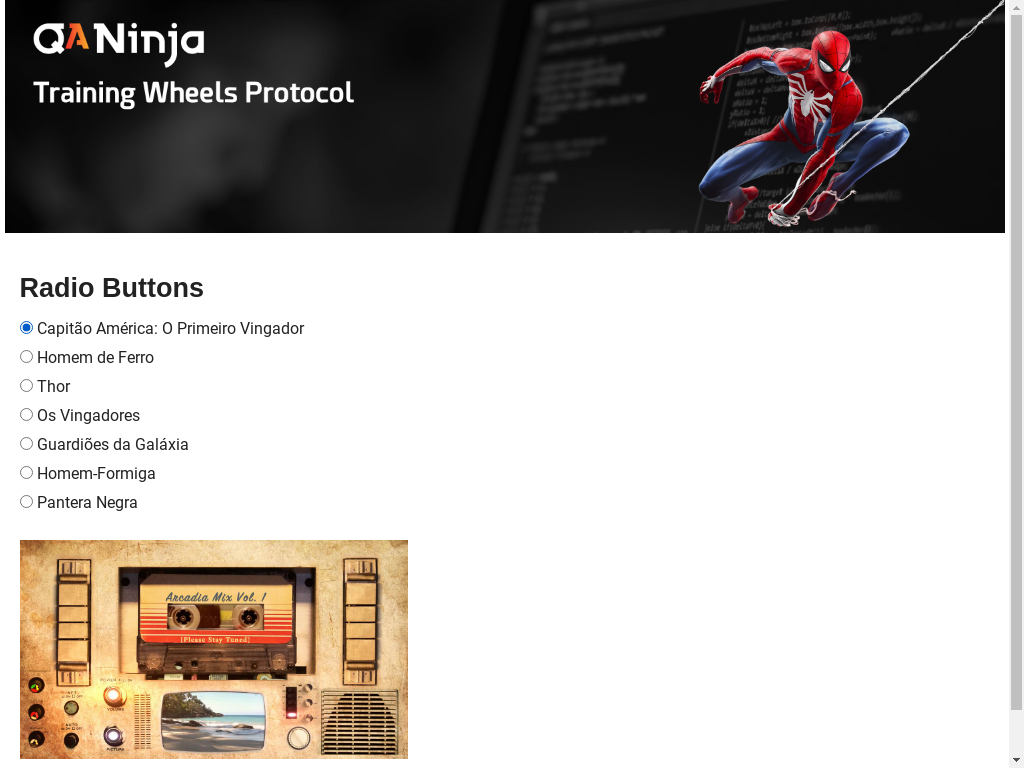 QANinja
Training Wheels Protocol
Radio Buttons
Capitão América: O Primeiro Vingador
Homem de Ferro
Thor
Os Vingadores
Guardiões da Galáxia
Homem-Formiga
Pantera Negra
Arcadia Mix Vol. 1
[Please Stay Tuned]
VOLUME
PICTURE